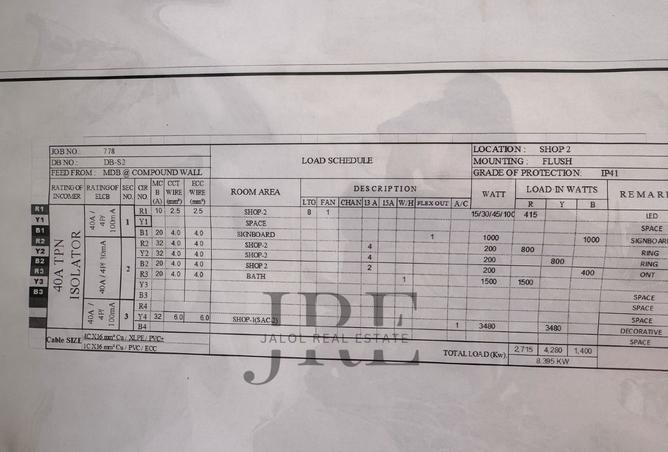 JOB NO : 778
DB NO : DB-S2
FEED FROM : MDB @ COMPOUND WALL
LOAD SCHEDULE
LOCATION : SHOP 2
MOUNTING : FLUSH
GRADE OF PROTECTION: IP41
RATING OF INCOMER RATING OF ELCB SEC NO. CIR NO. MC B (A) CCT WIRE (mm²) ECC WIRE (mm²) ROOM AREA DESCRIPTION WATT LOAD IN WATTS REMAR
LTG FAN CHAN 13 A 15A W/H FLEX OUT A/C R Y B
40A TPN ISOLATOR
40A / 4P/ 100mA 1
R1 R1 10 2.5 2.5 SHOP-2 8 1 15/30/45/100 415 LED
Y1 Y1 SPACE SPACE
B1 B1 20 4.0 4.0 SIGNBOARD 1 1000 1000 SIGNBOA
40A / 4P/ 30mA 2
R2 R2 32 4.0 4.0 SHOP-2 4 200 800 RING
Y2 Y2 32 4.0 4.0 SHOP-2 4 200 800 RING
B2 B2 20 4.0 4.0 SHOP 2 2 200 400 ONT
R3 R3 20 4.0 4.0 BATH 1 1500 1500
Y3 Y3 SPACE
B3 B3 SPACE
40A / 4P/ 100mA 3
R4 SPACE
Y4 32 6.0 6.0 SHOP-1(SAC-2) 1 3480 3480 DECORATIVE
B4 SPACE
Cable SIZE 4C X16 mm² Cu / XLPE / PVC+
1C X16 mm² Cu / PVC / ECC
TOTAL LOAD (Kw). 2,715 4,280 1,400
8.395 KW
JRE
JALOL REAL ESTATE